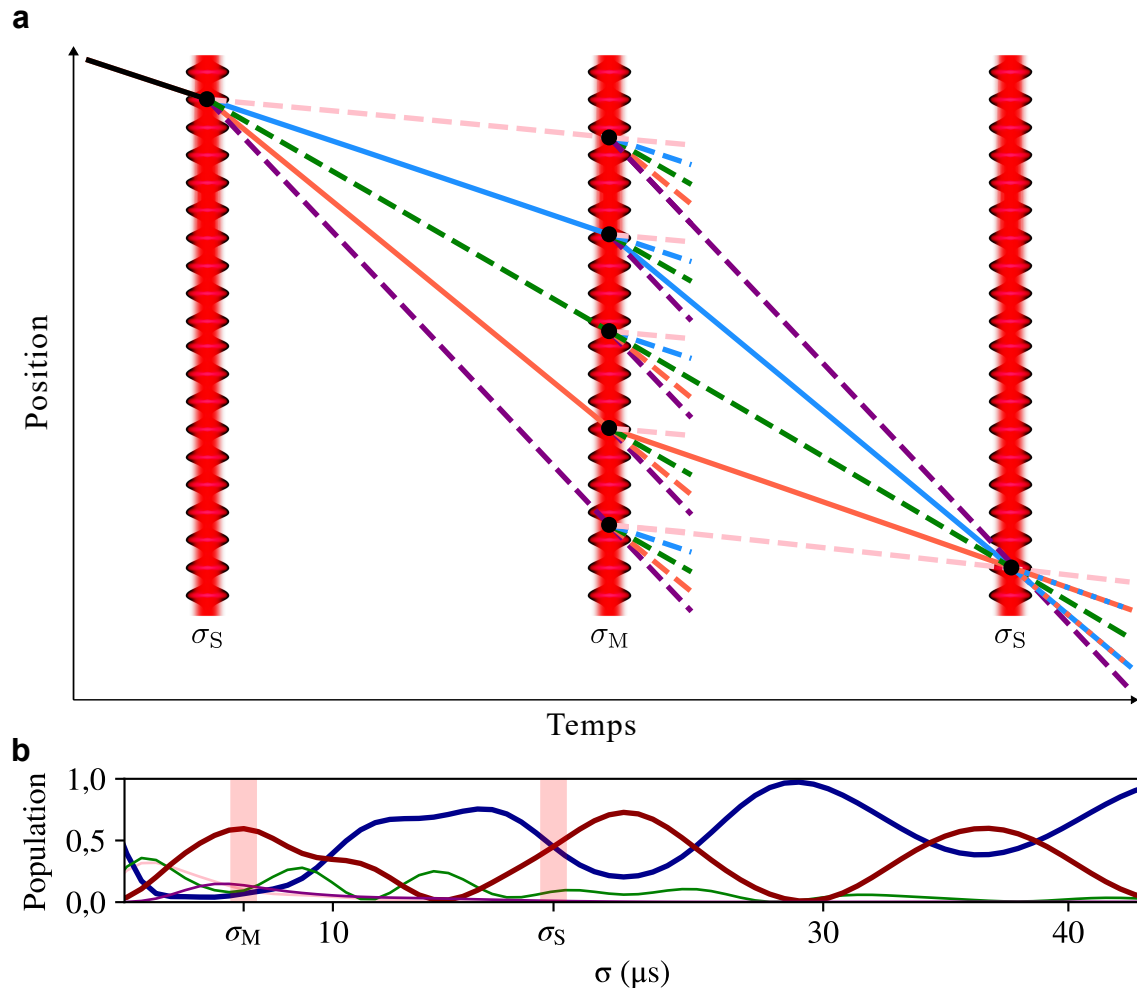 a
Position
σS
σM
σS
Temps
b
Population
1,0
0,5
0,0
σM
10
σS
30
40
σ (µs)